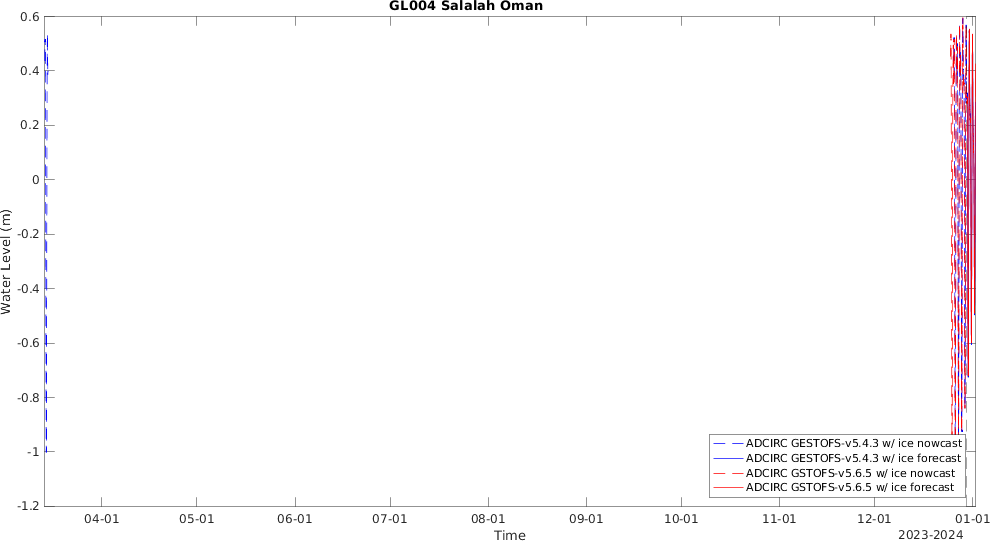 GL004 Salalah Oman
0.6
0.4
0.2
0
-0.2
-0.4
-0.6
-0.8
-1
-1.2
Water Level (m)
ADCIRC GESTOFS-v5.4.3 w/ ice nowcast
ADCIRC GESTOFS-v5.4.3 w/ ice forecast
ADCIRC GSTOFS-v5.6.5 w/ ice nowcast
ADCIRC GSTOFS-v5.6.5 w/ ice forecast
04-01 05-01 06-01 07-01 08-01 09-01 10-01 11-01 12-01 01-01
Time
2023-2024